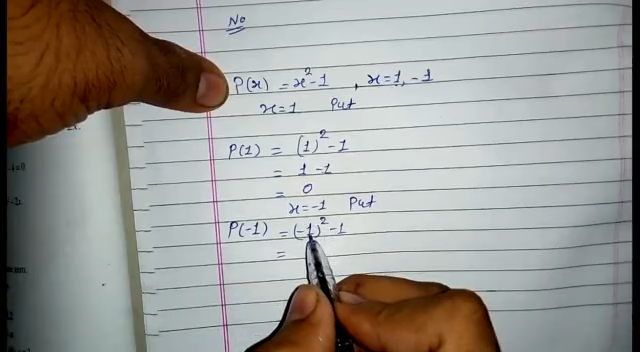 No
P(x) = x² - 1 , x = 1, -1
x = 1 Put
P(1) = (1)² - 1
= 1 - 1
= 0
x = -1 Put
P(-1) = (-1)² - 1
=